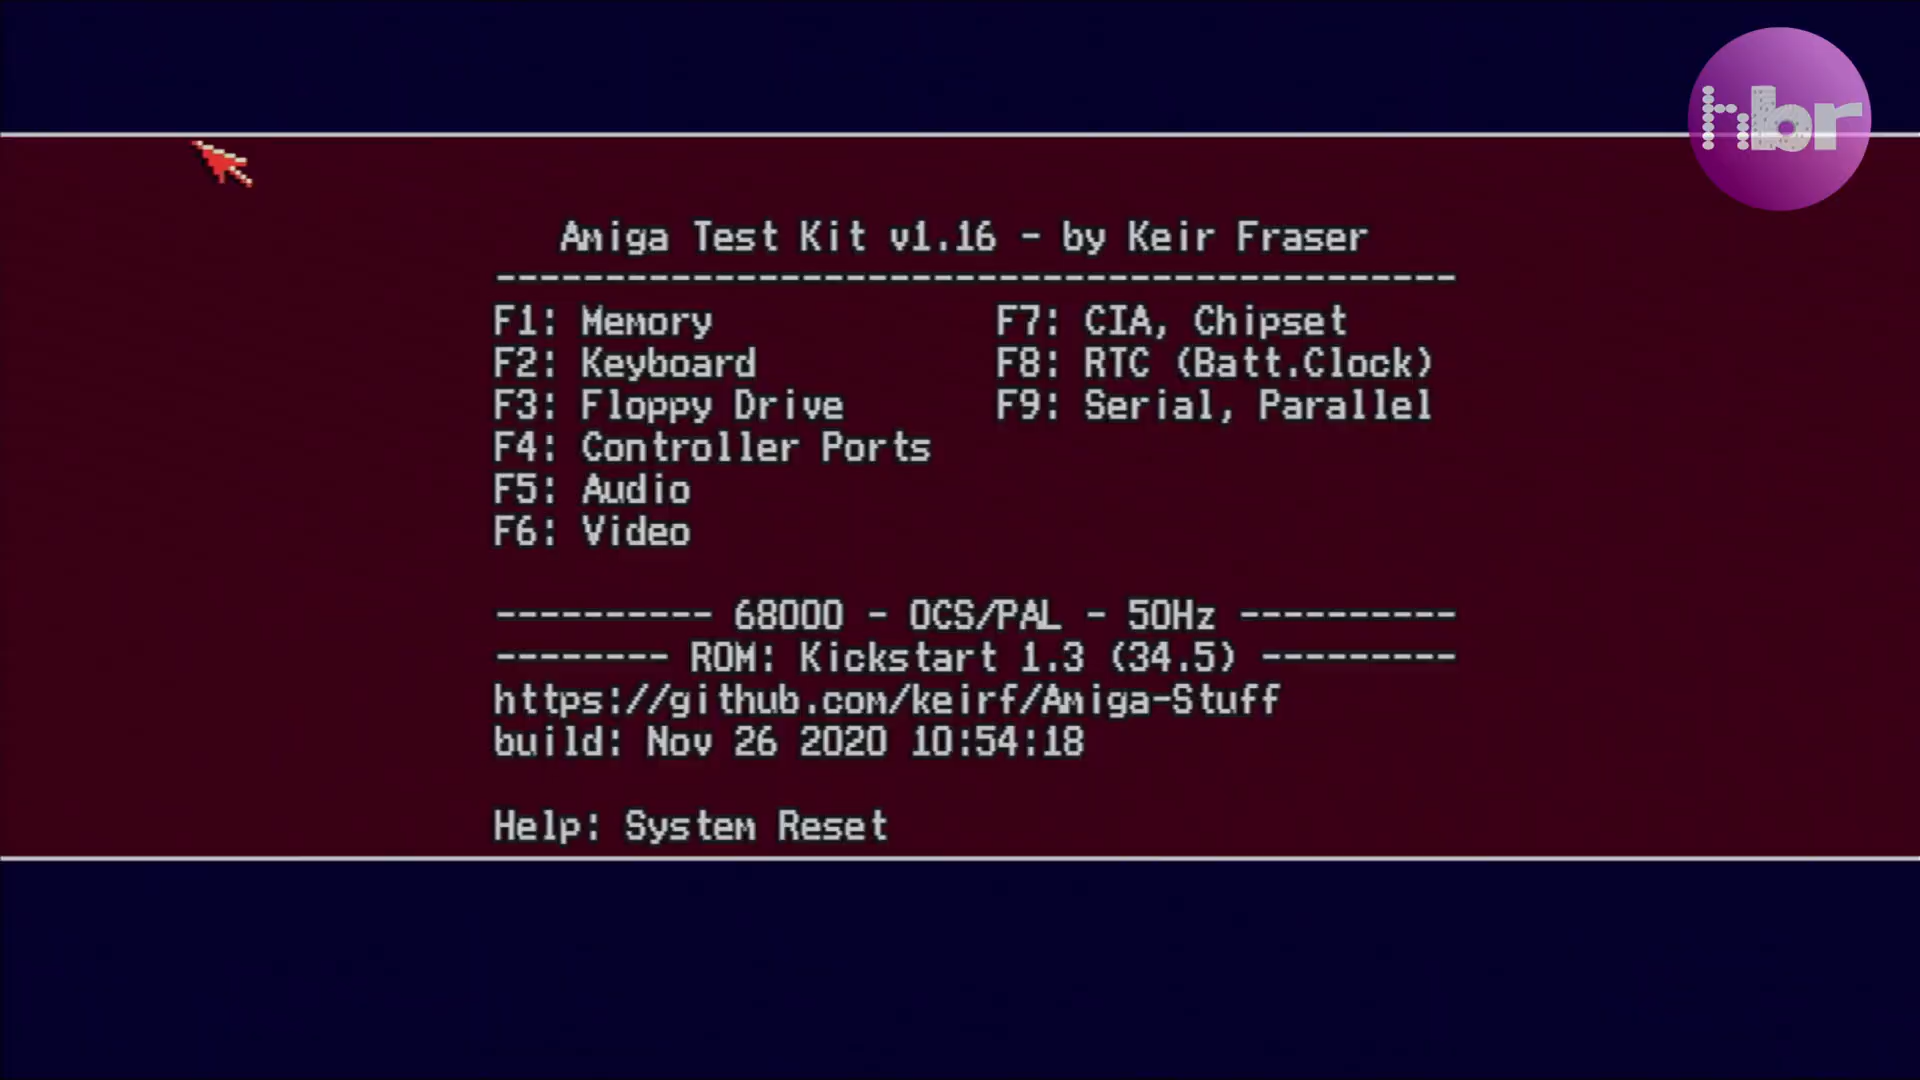 hbr
Amiga Test Kit v1.16 - by Keir Fraser
--------------------------------------------
F1: Memory F7: CIA, Chipset
F2: Keyboard F8: RTC (Batt.Clock)
F3: Floppy Drive F9: Serial, Parallel
F4: Controller Ports
F5: Audio
F6: Video
---------- 68000 - OCS/PAL - 50Hz ----------
-------- ROM: Kickstart 1.3 (34.5) ---------
https://github.com/keirf/Amiga-Stuff
build: Nov 26 2020 10:54:18
Help: System Reset